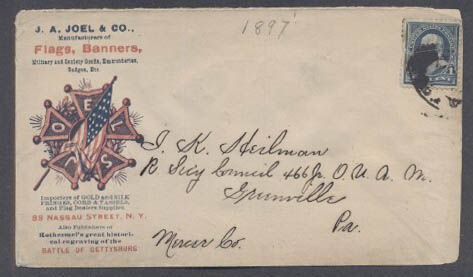 J. A. JOEL & CO.,
Manufacturers of
Flags, Banners,
Military and Society Goods, Embroideries,
Badges, Etc.
1897
J O E L S
Importers of GOLD and SILK
FRINGES, CORD & TASSELS,
and Flag Dealers Supplies.
88 NASSAU STREET, N. Y.
Also Publishers of
Rothermel's great histori-
cal engraving of the
BATTLE OF GETTYSBURG
J. K. Heilman
R Secy Council 466 Jr. O. U. A. M.
Greenville
Pa.
Mercer Co.